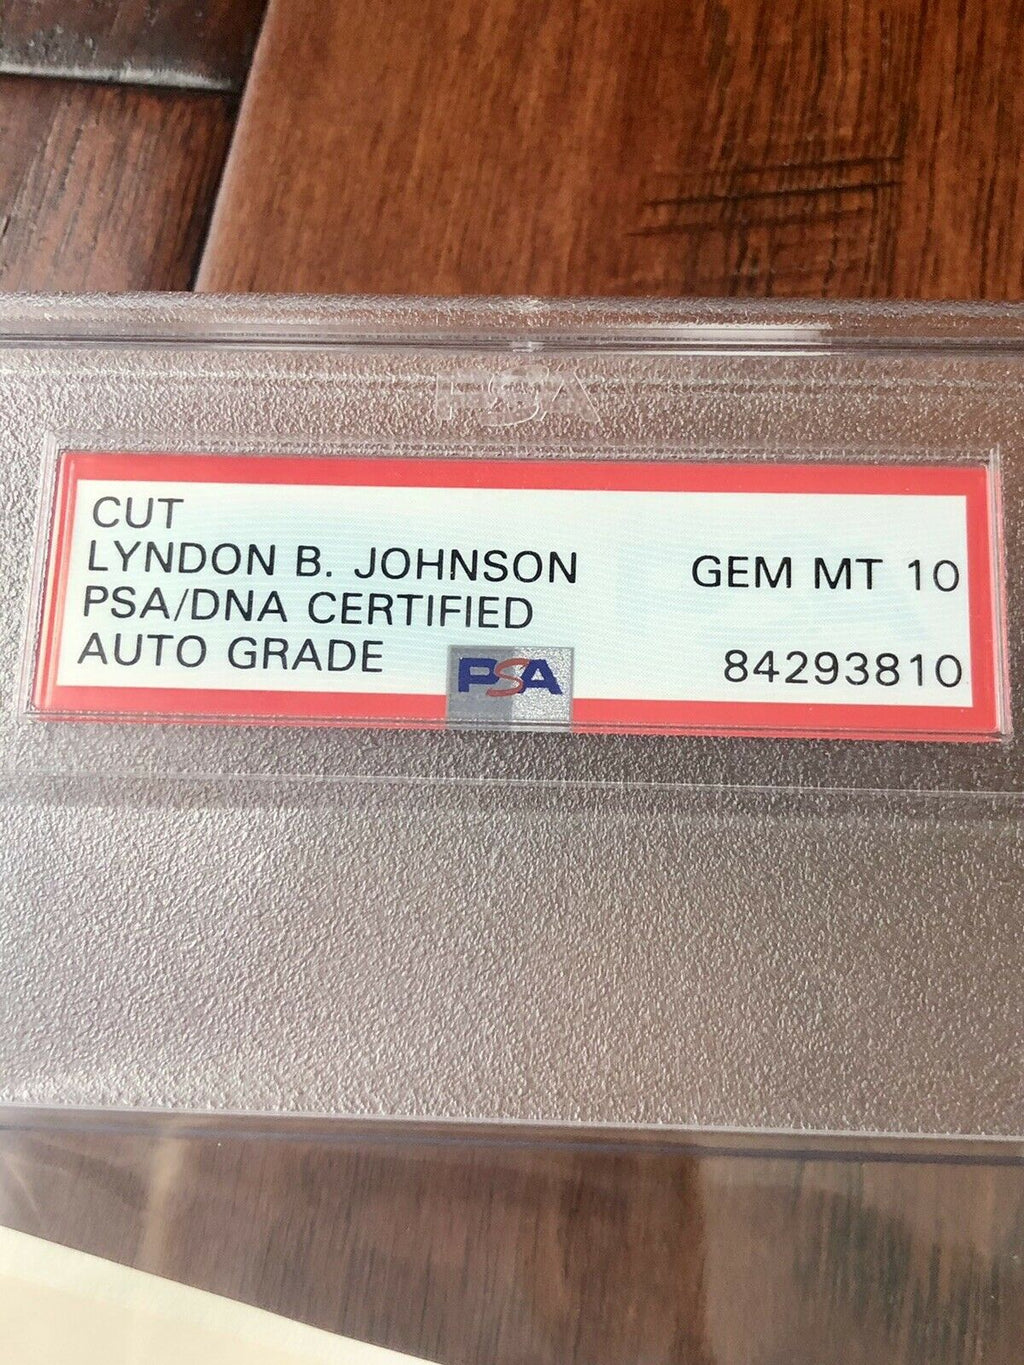 PSA
CUT
LYNDON B. JOHNSON
PSA/DNA CERTIFIED
AUTO GRADE
GEM MT 10
84293810
PSA